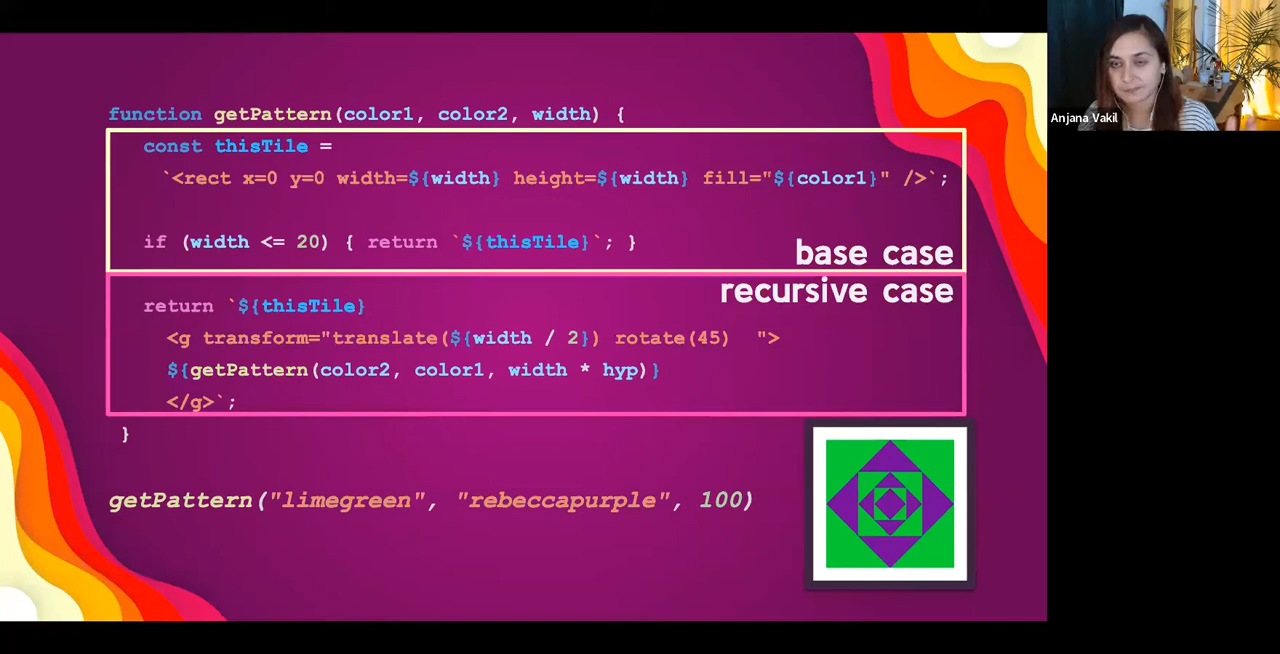 function getPattern(color1, color2, width) {
const thisTile =
`<rect x=0 y=0 width=${width} height=${width} fill="${color1}" />`;
if (width <= 20) { return `${thisTile}`; }
base case
recursive case
return `${thisTile}
<g transform="translate(${width / 2}) rotate(45)  ">
${getPattern(color2, color1, width * hyp)}
</g>`;
}
getPattern("limegreen", "rebeccapurple", 100)
Anjana Vakil